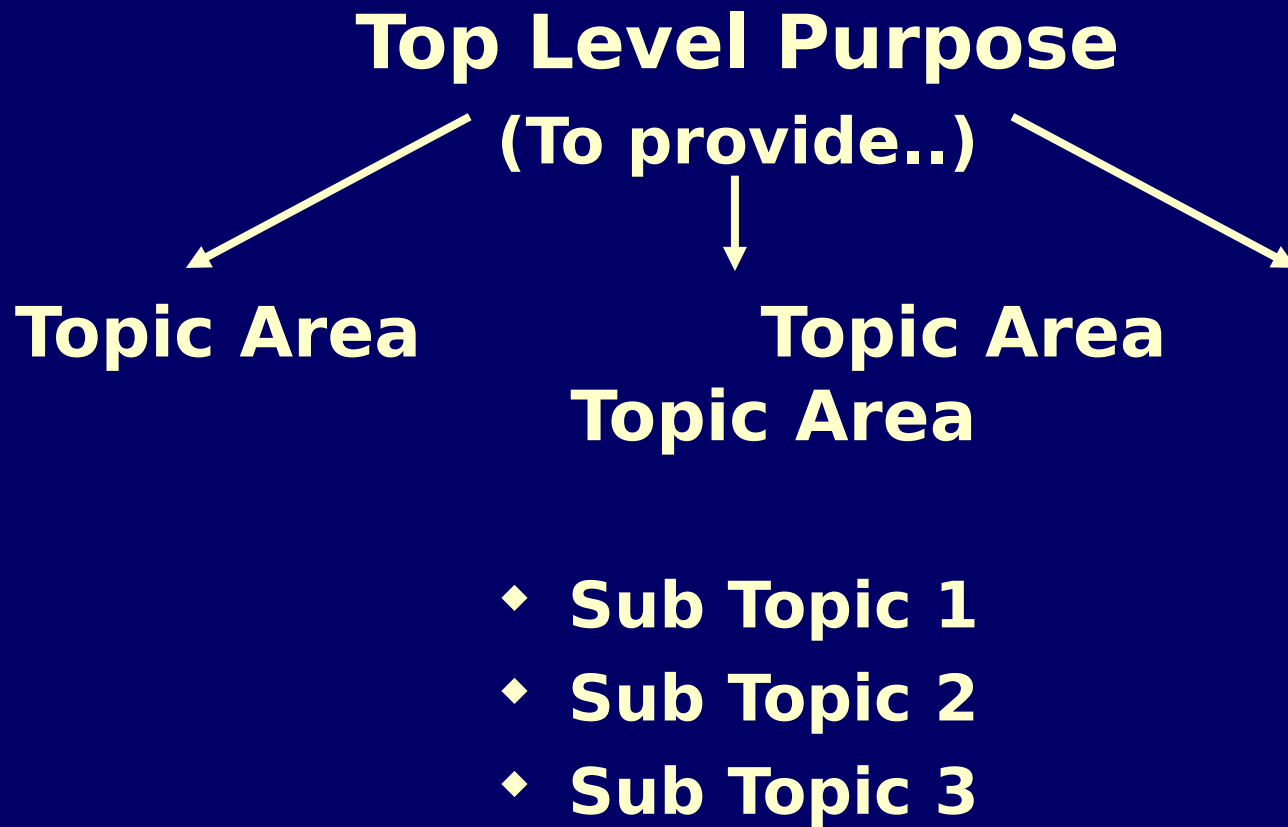 Top Level Purpose
(To provide..)
Topic Area Topic Area
Topic Area
Sub Topic 1
Sub Topic 2
Sub Topic 3